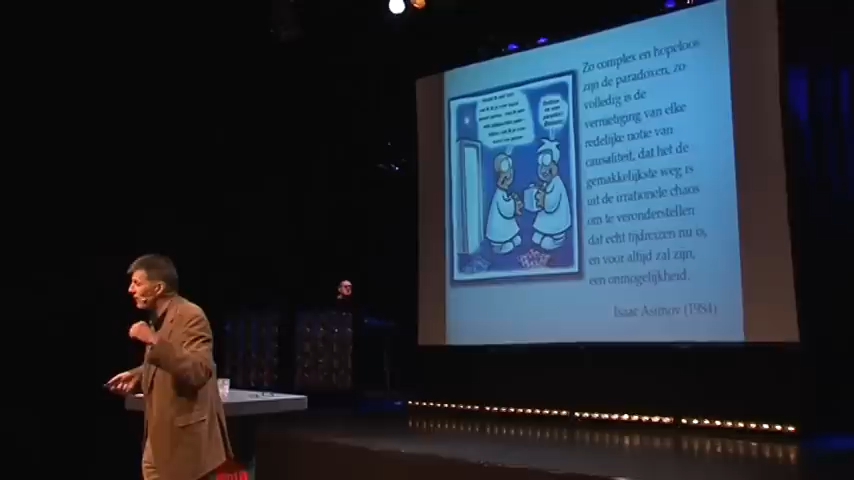 Zo complex en hopeloos
zijn de paradoxen, zo
volledig is de
vernietiging van elke
redelijke notie van
causaliteit, dat het de
gemakkelijkste weg is
uit de irrationele chaos
om te veronderstellen
dat echt tijdreizen nu is,
en voor altijd zal zijn,
een onmogelijkheid.
Isaac Asimov (1984)